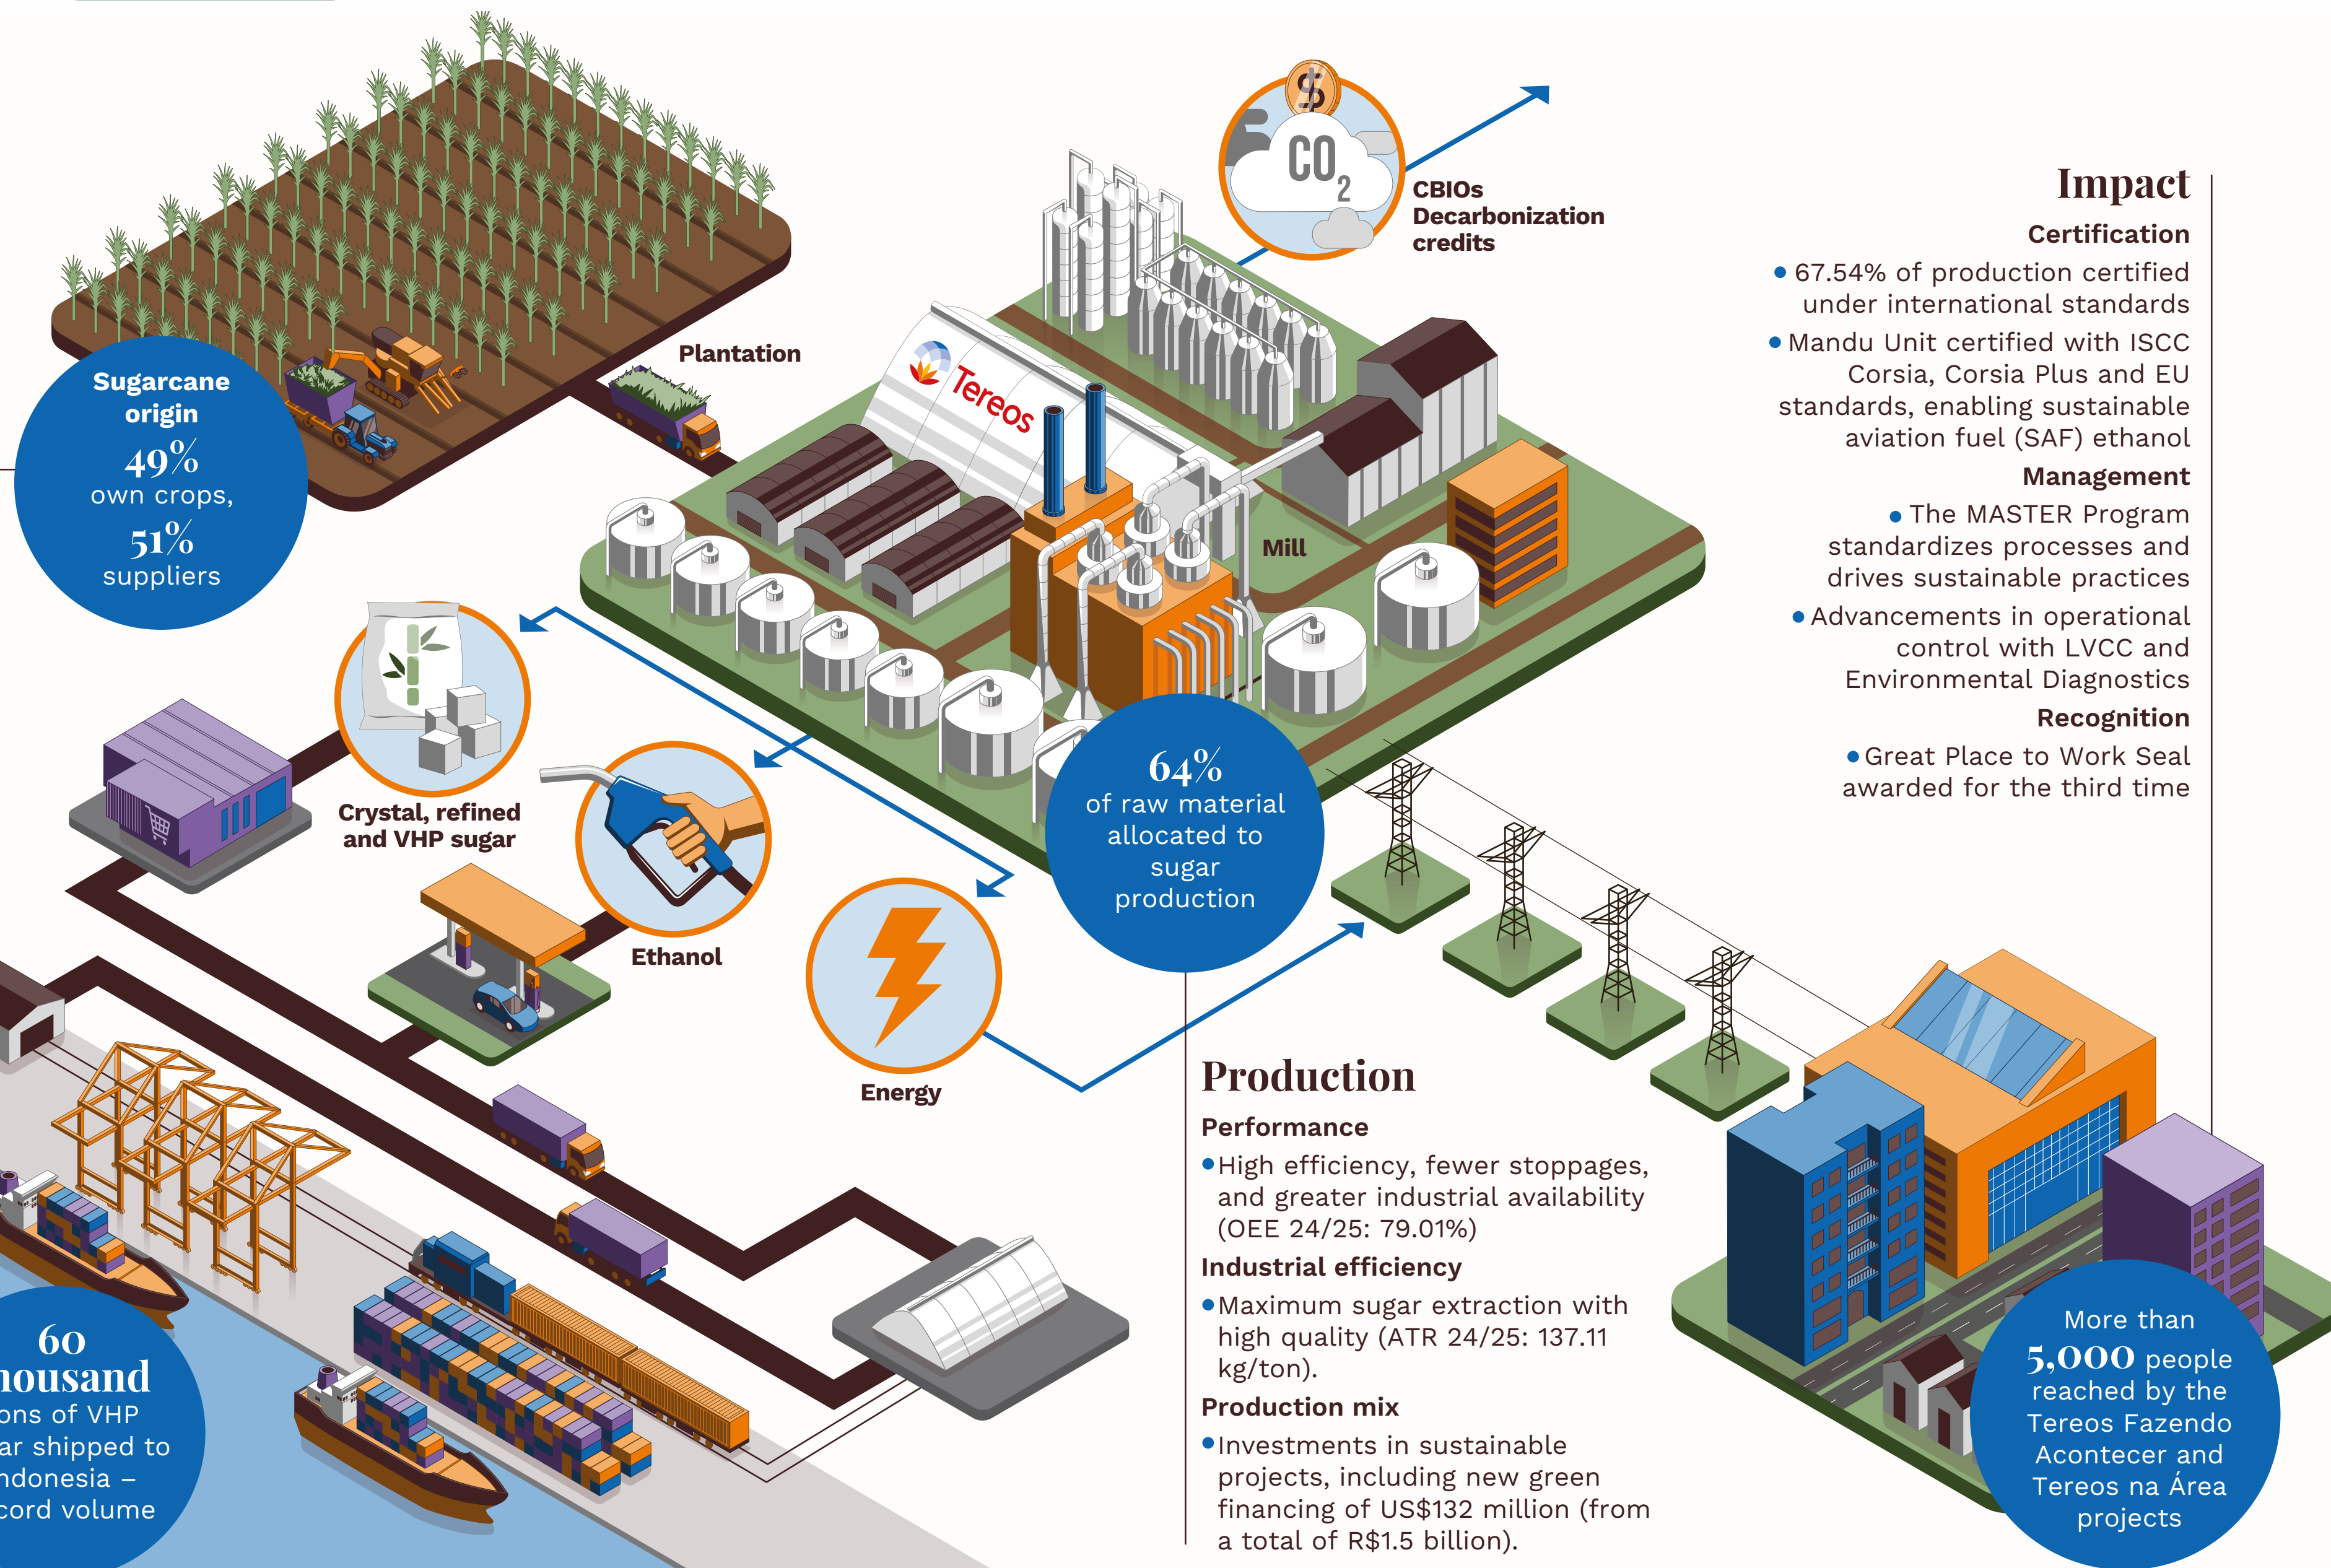 Plantation
Sugarcane
origin
49%
own crops,
51%
suppliers
Tereos
$
CO2
CBIOs
Decarbonization
credits
Mill
Crystal, refined
and VHP sugar
Ethanol
Energy
64%
of raw material
allocated to
sugar
production
Impact
Certification
• 67.54% of production certified
under international standards
• Mandu Unit certified with ISCC
Corsia, Corsia Plus and EU
standards, enabling sustainable
aviation fuel (SAF) ethanol
Management
• The MASTER Program
standardizes processes and
drives sustainable practices
• Advancements in operational
control with LVCC and
Environmental Diagnostics
Recognition
• Great Place to Work Seal
awarded for the third time
Production
Performance
• High efficiency, fewer stoppages,
and greater industrial availability
(OEE 24/25: 79.01%)
Industrial efficiency
• Maximum sugar extraction with
high quality (ATR 24/25: 137.11
kg/ton).
Production mix
• Investments in sustainable
projects, including new green
financing of US$132 million (from
a total of R$1.5 billion).
60
housand
ons of VHP
ar shipped to
ndonesia –
cord volume
More than
5,000 people
reached by the
Tereos Fazendo
Acontecer and
Tereos na Área
projects